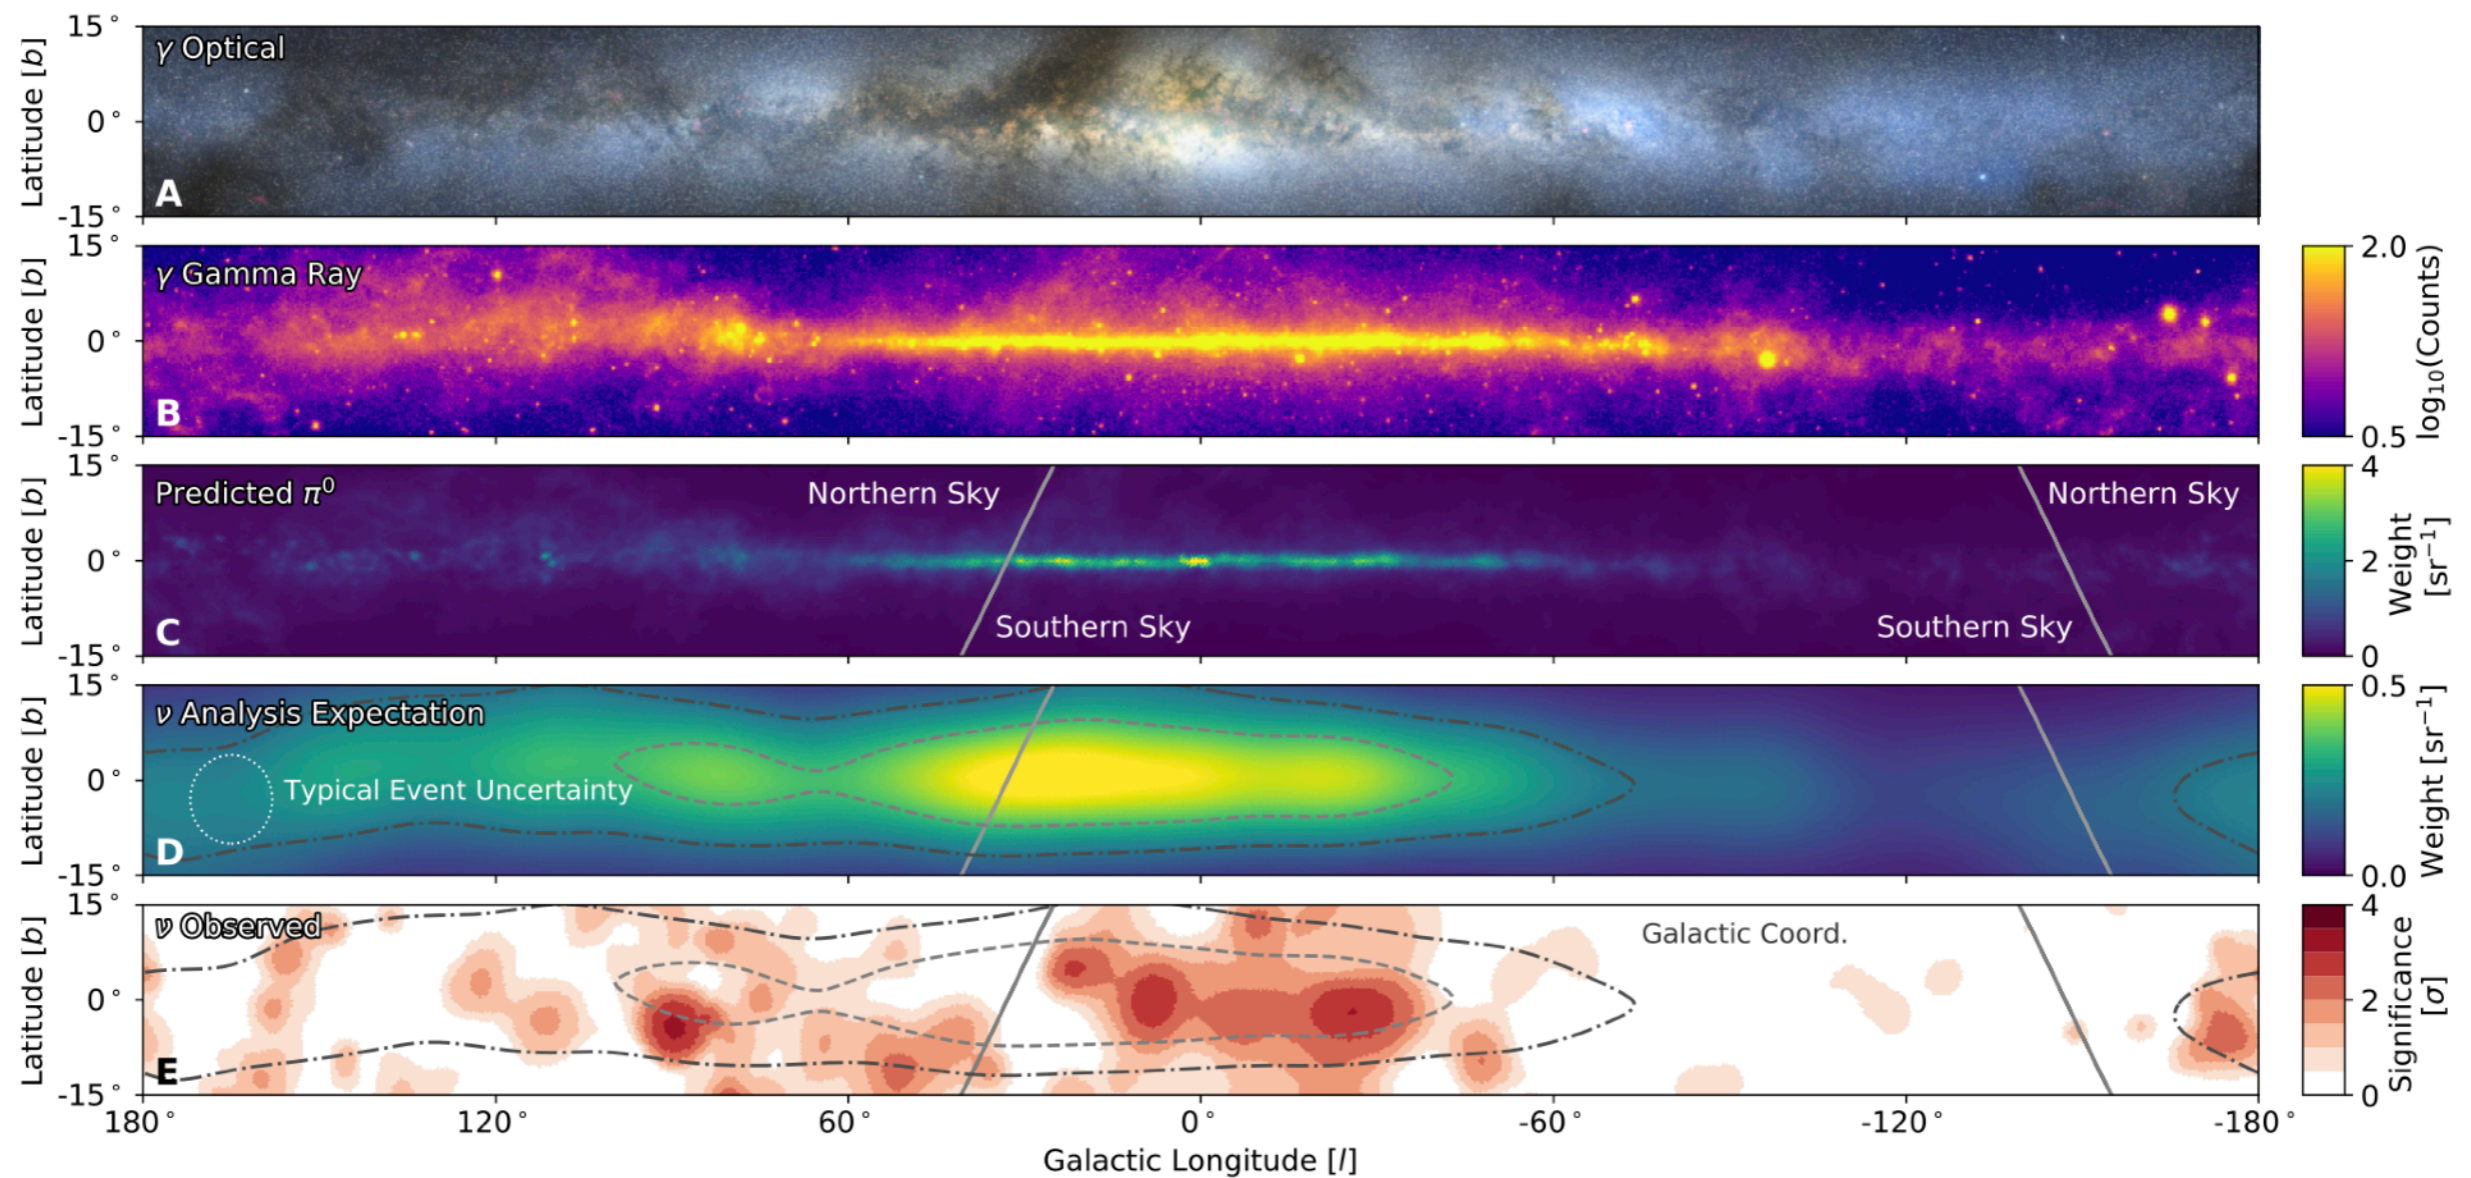 15°
γ Optical
Latitude [b]
0°
A
-15°
15°
γ Gamma Ray
Latitude [b]
0°
B
-15°
2.0
0.5
log₁₀(Counts)
15°
Predicted π⁰
Northern Sky
Northern Sky
Latitude [b]
0°
Southern Sky
Southern Sky
C
-15°
4
2
0
Weight
[sr⁻¹]
15°
ν Analysis Expectation
Latitude [b]
0°
Typical Event Uncertainty
D
-15°
0.5
0.0
Weight [sr⁻¹]
15°
ν Observed
Galactic Coord.
Latitude [b]
0°
E
-15°
4
2
0
Significance
[σ]
180° 120° 60° 0° -60° -120° -180°
Galactic Longitude [l]